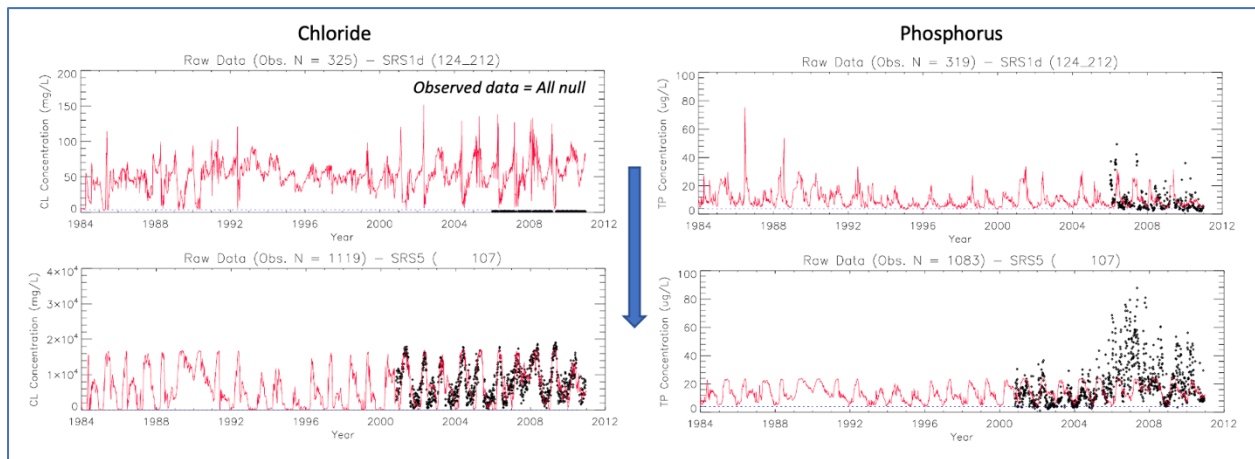 Chloride
Raw Data (Obs. N = 325) - SRS1d (124_212)
Observed data = All null
CL Concentration (mg/L)
200
150
100
50
0
1984 1988 1992 1996 2000 2004 2008 2012
Year
Raw Data (Obs. N = 1119) - SRS5 ( 107)
CL Concentration (mg/L)
4×10⁴
3×10⁴
2×10⁴
1×10⁴
0
1984 1988 1992 1996 2000 2004 2008 2012
Year
Phosphorus
Raw Data (Obs. N = 319) - SRS1d (124_212)
TP Concentration (ug/L)
100
80
60
40
20
0
1984 1988 1992 1996 2000 2004 2008 2012
Year
Raw Data (Obs. N = 1083) - SRS5 ( 107)
TP Concentration (ug/L)
100
80
60
40
20
0
1984 1988 1992 1996 2000 2004 2008 2012
Year